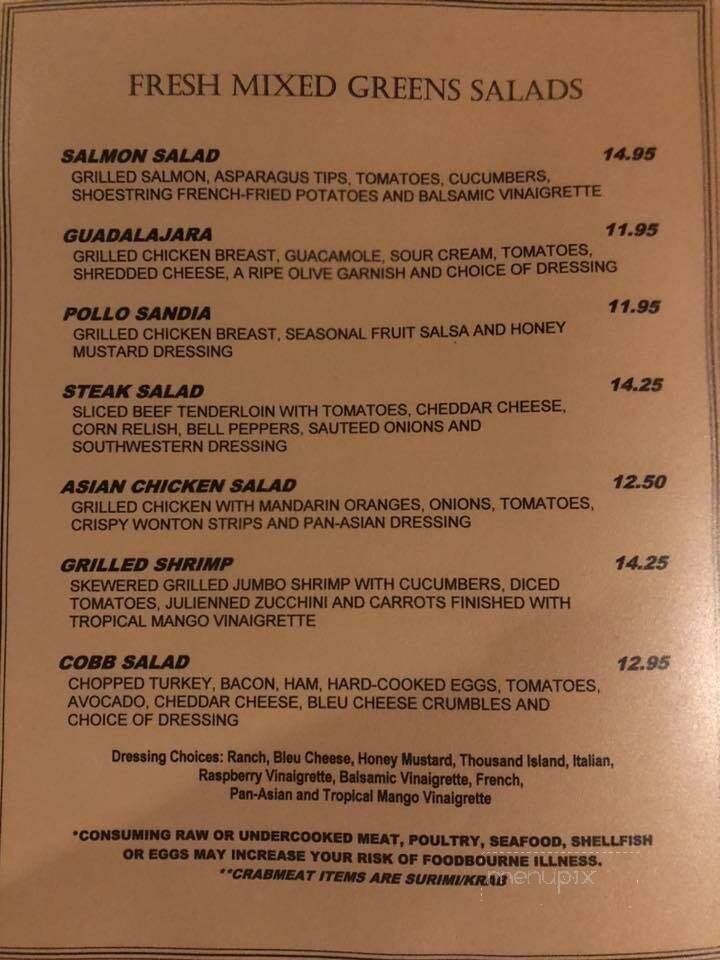 FRESH MIXED GREENS SALADS
SALMON SALAD 14.95
GRILLED SALMON, ASPARAGUS TIPS, TOMATOES, CUCUMBERS,
SHOESTRING FRENCH-FRIED POTATOES AND BALSAMIC VINAIGRETTE
GUADALAJARA 11.95
GRILLED CHICKEN BREAST, GUACAMOLE, SOUR CREAM, TOMATOES,
SHREDDED CHEESE, A RIPE OLIVE GARNISH AND CHOICE OF DRESSING
POLLO SANDIA 11.95
GRILLED CHICKEN BREAST, SEASONAL FRUIT SALSA AND HONEY
MUSTARD DRESSING
STEAK SALAD 14.25
SLICED BEEF TENDERLOIN WITH TOMATOES, CHEDDAR CHEESE,
CORN RELISH, BELL PEPPERS, SAUTEED ONIONS AND
SOUTHWESTERN DRESSING
ASIAN CHICKEN SALAD 12.50
GRILLED CHICKEN WITH MANDARIN ORANGES, ONIONS, TOMATOES,
CRISPY WONTON STRIPS AND PAN-ASIAN DRESSING
GRILLED SHRIMP 14.25
SKEWERED GRILLED JUMBO SHRIMP WITH CUCUMBERS, DICED
TOMATOES, JULIENNED ZUCCHINI AND CARROTS FINISHED WITH
TROPICAL MANGO VINAIGRETTE
COBB SALAD 12.95
CHOPPED TURKEY, BACON, HAM, HARD-COOKED EGGS, TOMATOES,
AVOCADO, CHEDDAR CHEESE, BLEU CHEESE CRUMBLES AND
CHOICE OF DRESSING
Dressing Choices: Ranch, Bleu Cheese, Honey Mustard, Thousand Island, Italian,
Raspberry Vinaigrette, Balsamic Vinaigrette, French,
Pan-Asian and Tropical Mango Vinaigrette
*CONSUMING RAW OR UNDERCOOKED MEAT, POULTRY, SEAFOOD, SHELLFISH
OR EGGS MAY INCREASE YOUR RISK OF FOODBOURNE ILLNESS.
**CRABMEAT ITEMS ARE SURIMI/KRAB
menupix